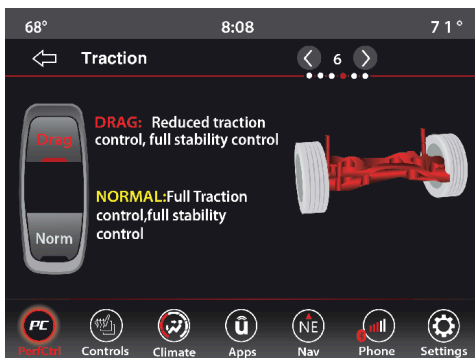 68°
8:08
71°
Traction
6
Drag
DRAG: Reduced traction
control, full stability control
NORMAL:Full Traction
control,full stability
control
Norm
PC
PerfCtrl
Controls
Climate
û
Apps
NE
Nav
Phone
Settings